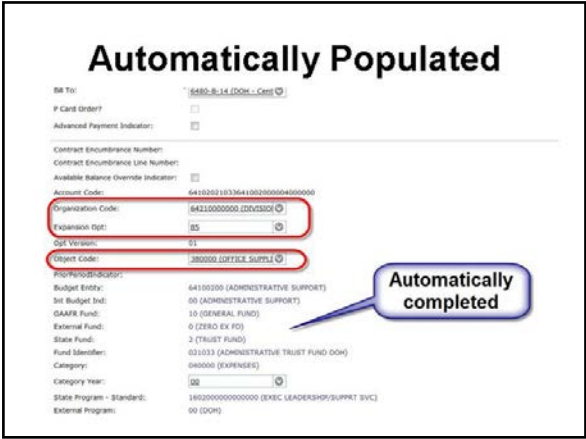 Automatically Populated
Bill To: 6480-B-14 (DOH - Cent
P Card Order?
Advanced Payment Indicator:
Contract Encumbrance Number:
Contract Encumbrance Line Number:
Available Balance Override Indicator:
Account Code: 64102021033641002000004000000
Organization Code: 64210000000 (DIVISIO
Expansion Opt: B5
Opt Version: 01
Object Code: 380000 (OFFICE SUPPLI
PriorPeriodIndicator:
Budget Entity: 64100200 (ADMINISTRATIVE SUPPORT)
Int Budget Ind: 00 (ADMINISTRATIVE SUPPORT)
GAAFR Fund: 10 (GENERAL FUND)
External Fund: 0 (ZERO EX FD)
State Fund: 2 (TRUST FUND)
Fund Identifier: 021033 (ADMINISTRATIVE TRUST FUND DOH)
Category: 040000 (EXPENSES)
Category Year: 00
State Program - Standard: 1602000000000000 (EXEC LEADERSHIP/SUPPRT SVC)
External Program: 00 (DOH)
Automatically
completed